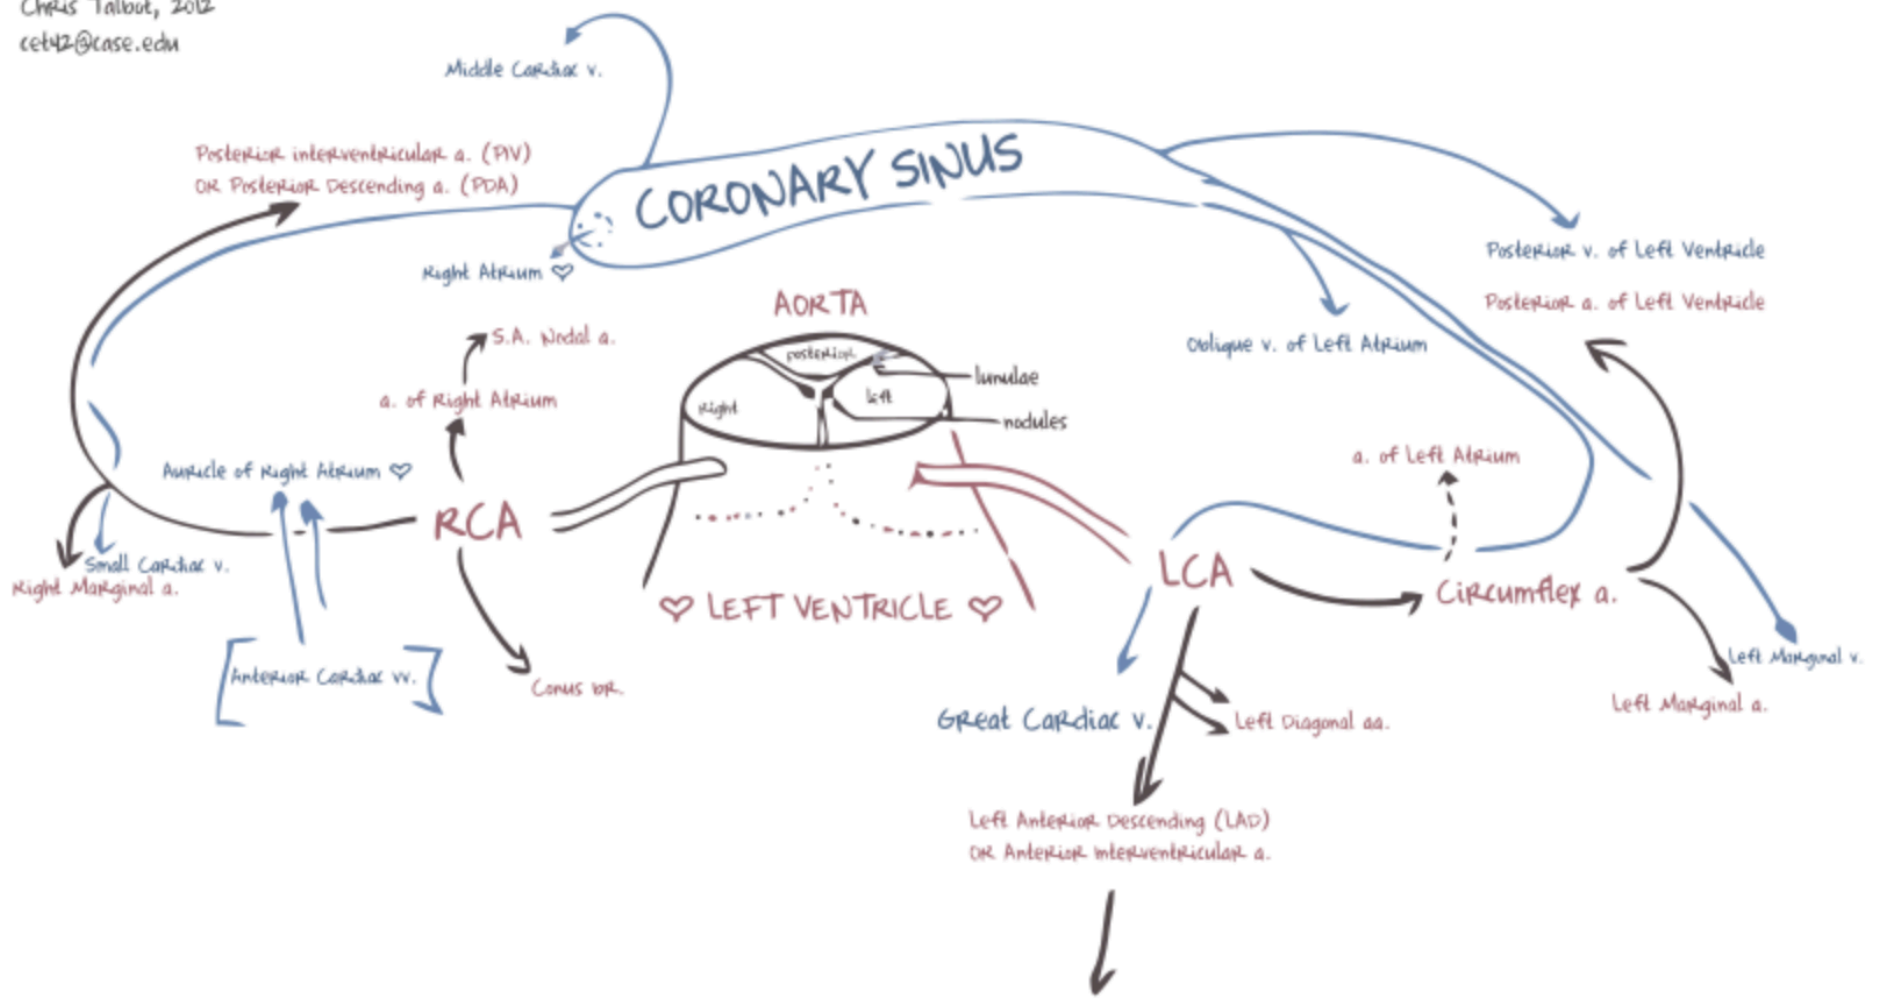 Chris Talbot, 2012
cet42@case.edu
Middle Cardiac v.
Posterior interventricular a. (PIV)
OR Posterior Descending a. (PDA)
CORONARY SINUS
Right Atrium ♡
Posterior v. of Left Ventricle
Posterior a. of Left Ventricle
Oblique v. of Left Atrium
AORTA
S.A. Nodal a.
a. of Right Atrium
posterior
Right
left
lunulae
nodules
Auricle of Right Atrium ♡
a. of Left Atrium
RCA
LCA
Circumflex a.
Small Cardiac v.
Right Marginal a.
♡ LEFT VENTRICLE ♡
Anterior Cardiac vv.
Conus br.
Great Cardiac v.
Left Diagonal aa.
Left Marginal v.
Left Marginal a.
Left Anterior Descending (LAD)
OR Anterior interventricular a.